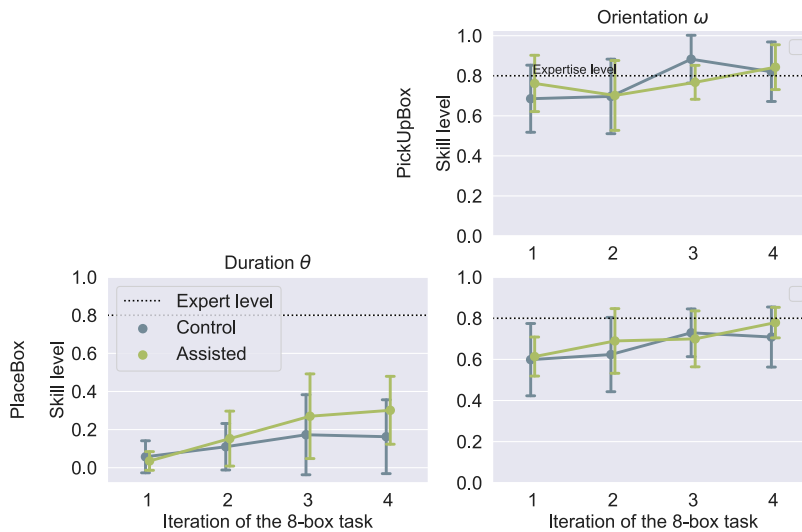 Orientation ω
PickUpBox
Skill level
1.0
0.8
0.6
0.4
0.2
0.0
Expertise level
1 2 3 4
Duration θ
PlaceBox
Skill level
1.0
0.8
0.6
0.4
0.2
0.0
Expert level
Control
Assisted
1 2 3 4
Iteration of the 8-box task
1.0
0.8
0.6
0.4
0.2
0.0
1 2 3 4
Iteration of the 8-box task